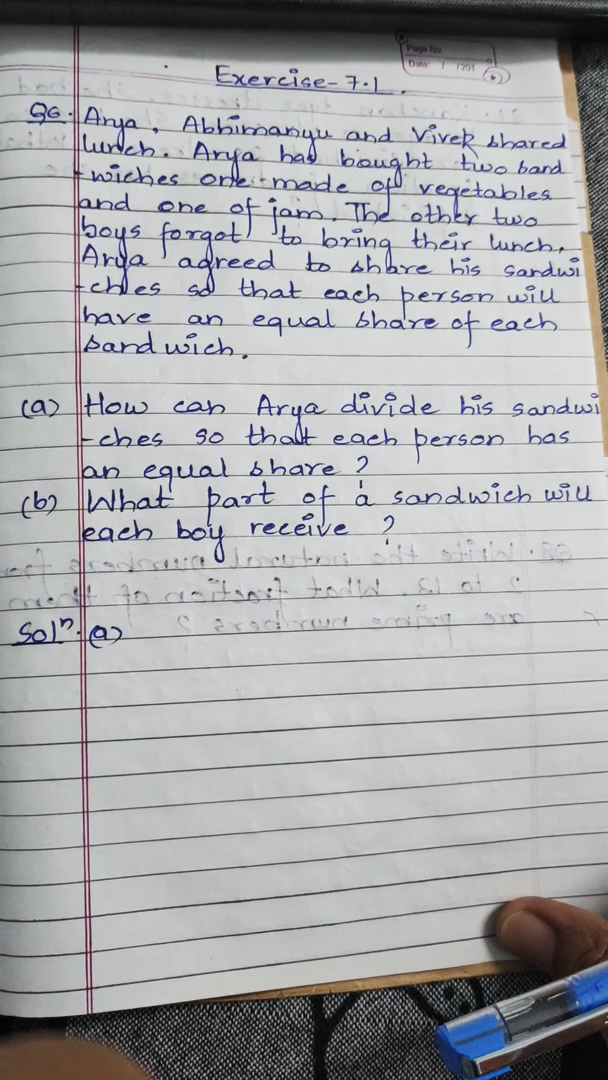 Page No.
Date: / /201
Exercise-7.1.
Q6. Arya, Abhimanyu and Vivek shared
lunch. Arya had bought two band
-wiches one made of vegetables
and one of jam. The other two
boys forgot to bring their lunch.
Arya agreed to share his sandwi
-ches so that each person will
have an equal share of each
sandwich.
(a) How can Arya divide his sandwi
-ches so that each person has
an equal share ?
(b) What part of a sandwich will
each boy receive ?
Solⁿ. (a)